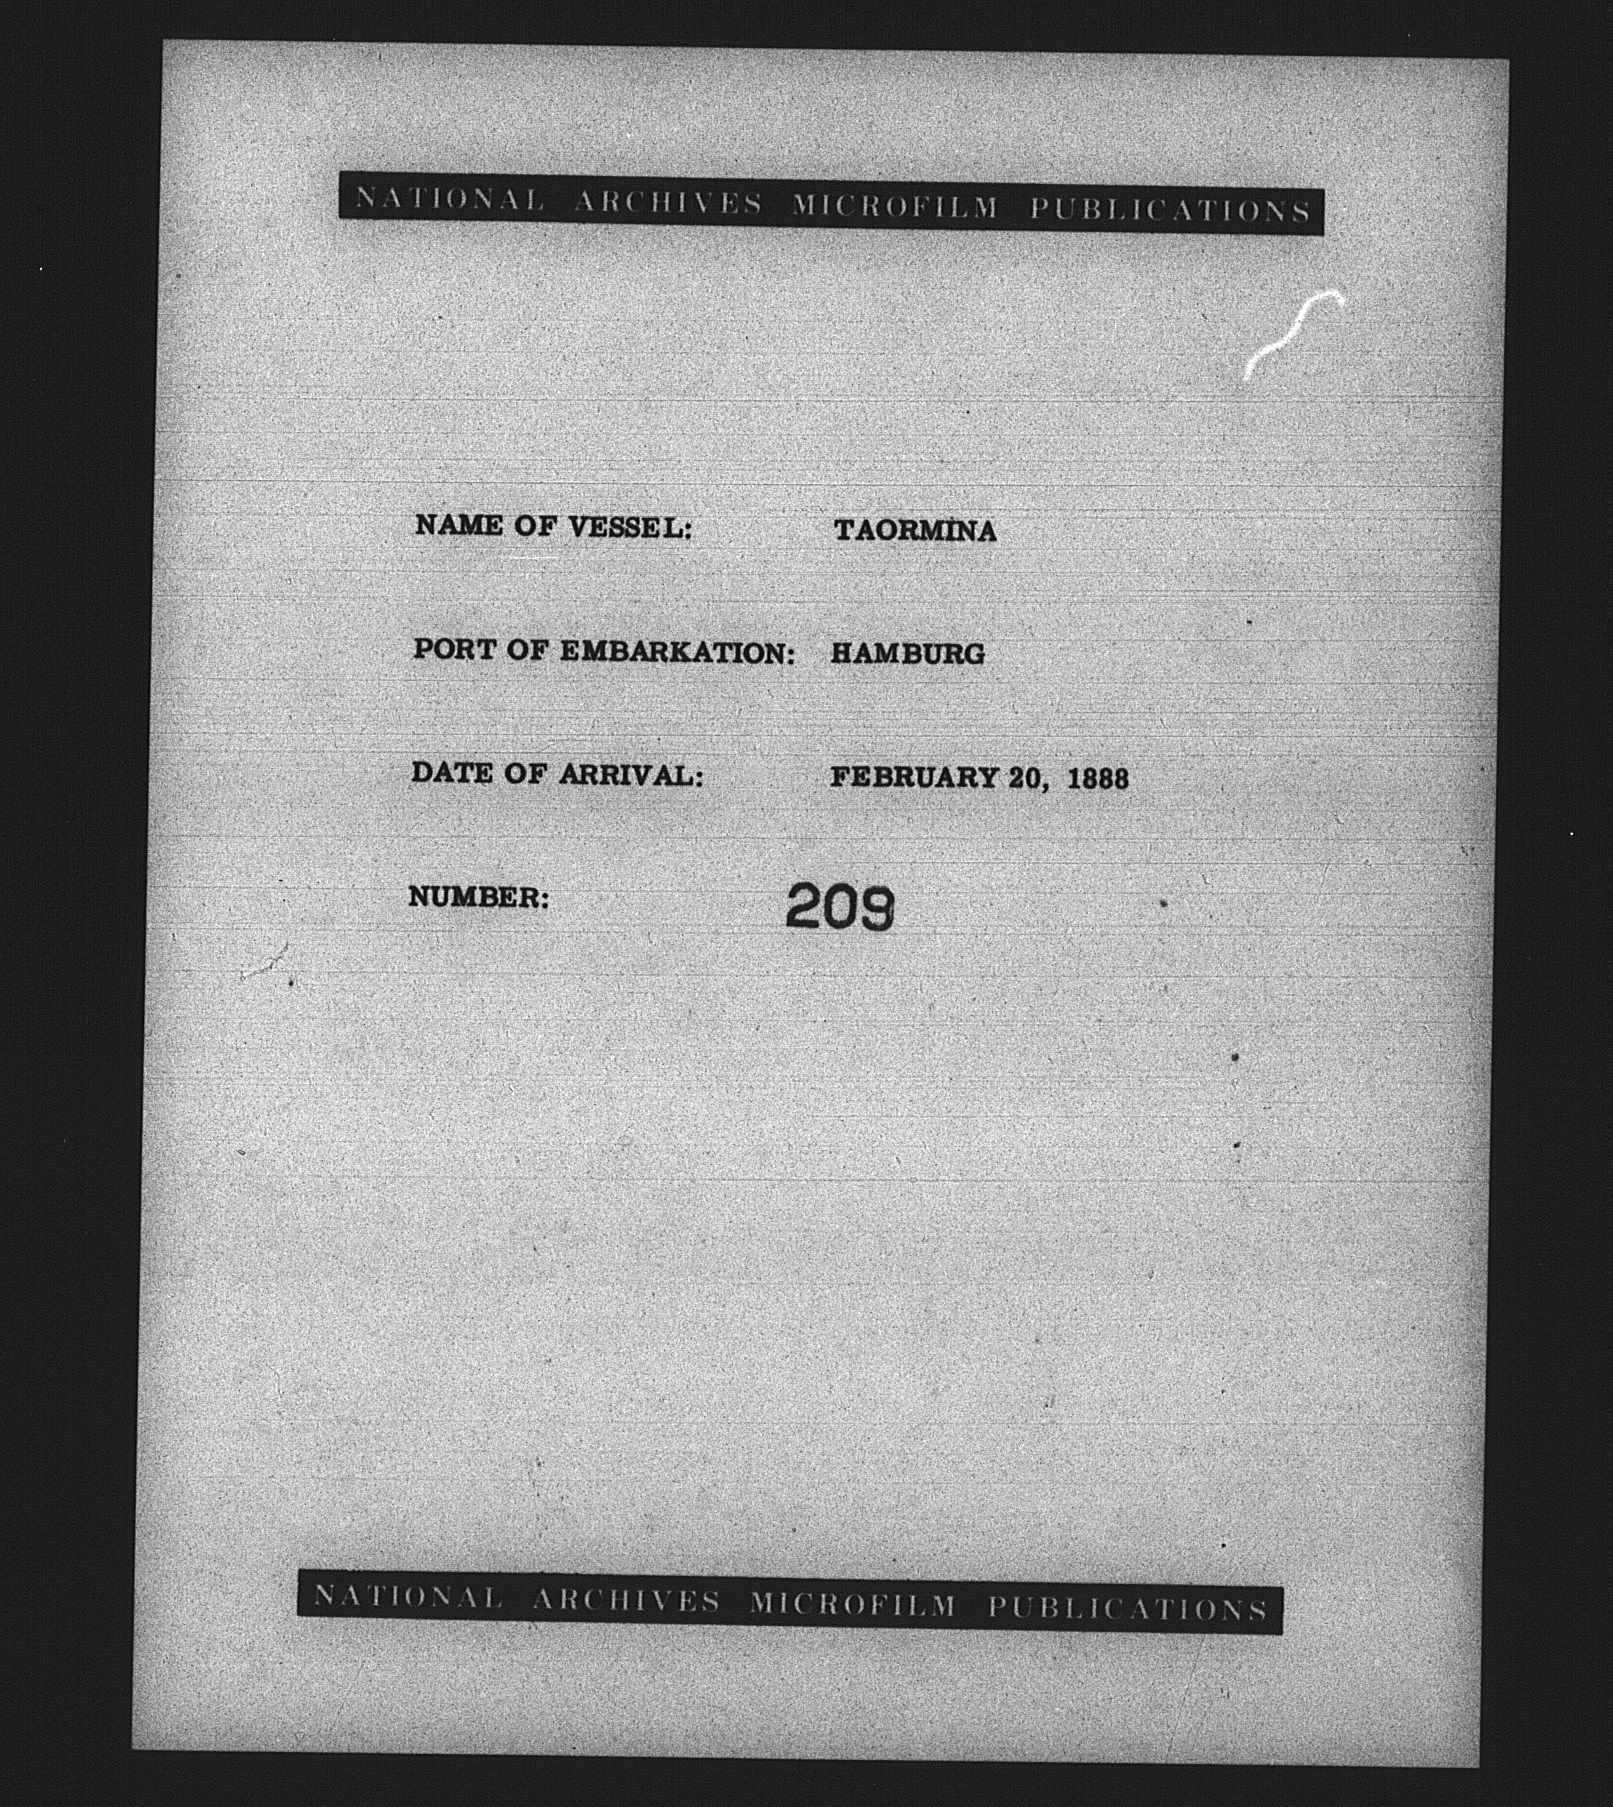 NATIONAL ARCHIVES MICROFILM PUBLICATIONS
NAME OF VESSEL: TAORMINA
PORT OF EMBARKATION: HAMBURG
DATE OF ARRIVAL: FEBRUARY 20, 1888
NUMBER: 209
NATIONAL ARCHIVES MICROFILM PUBLICATIONS